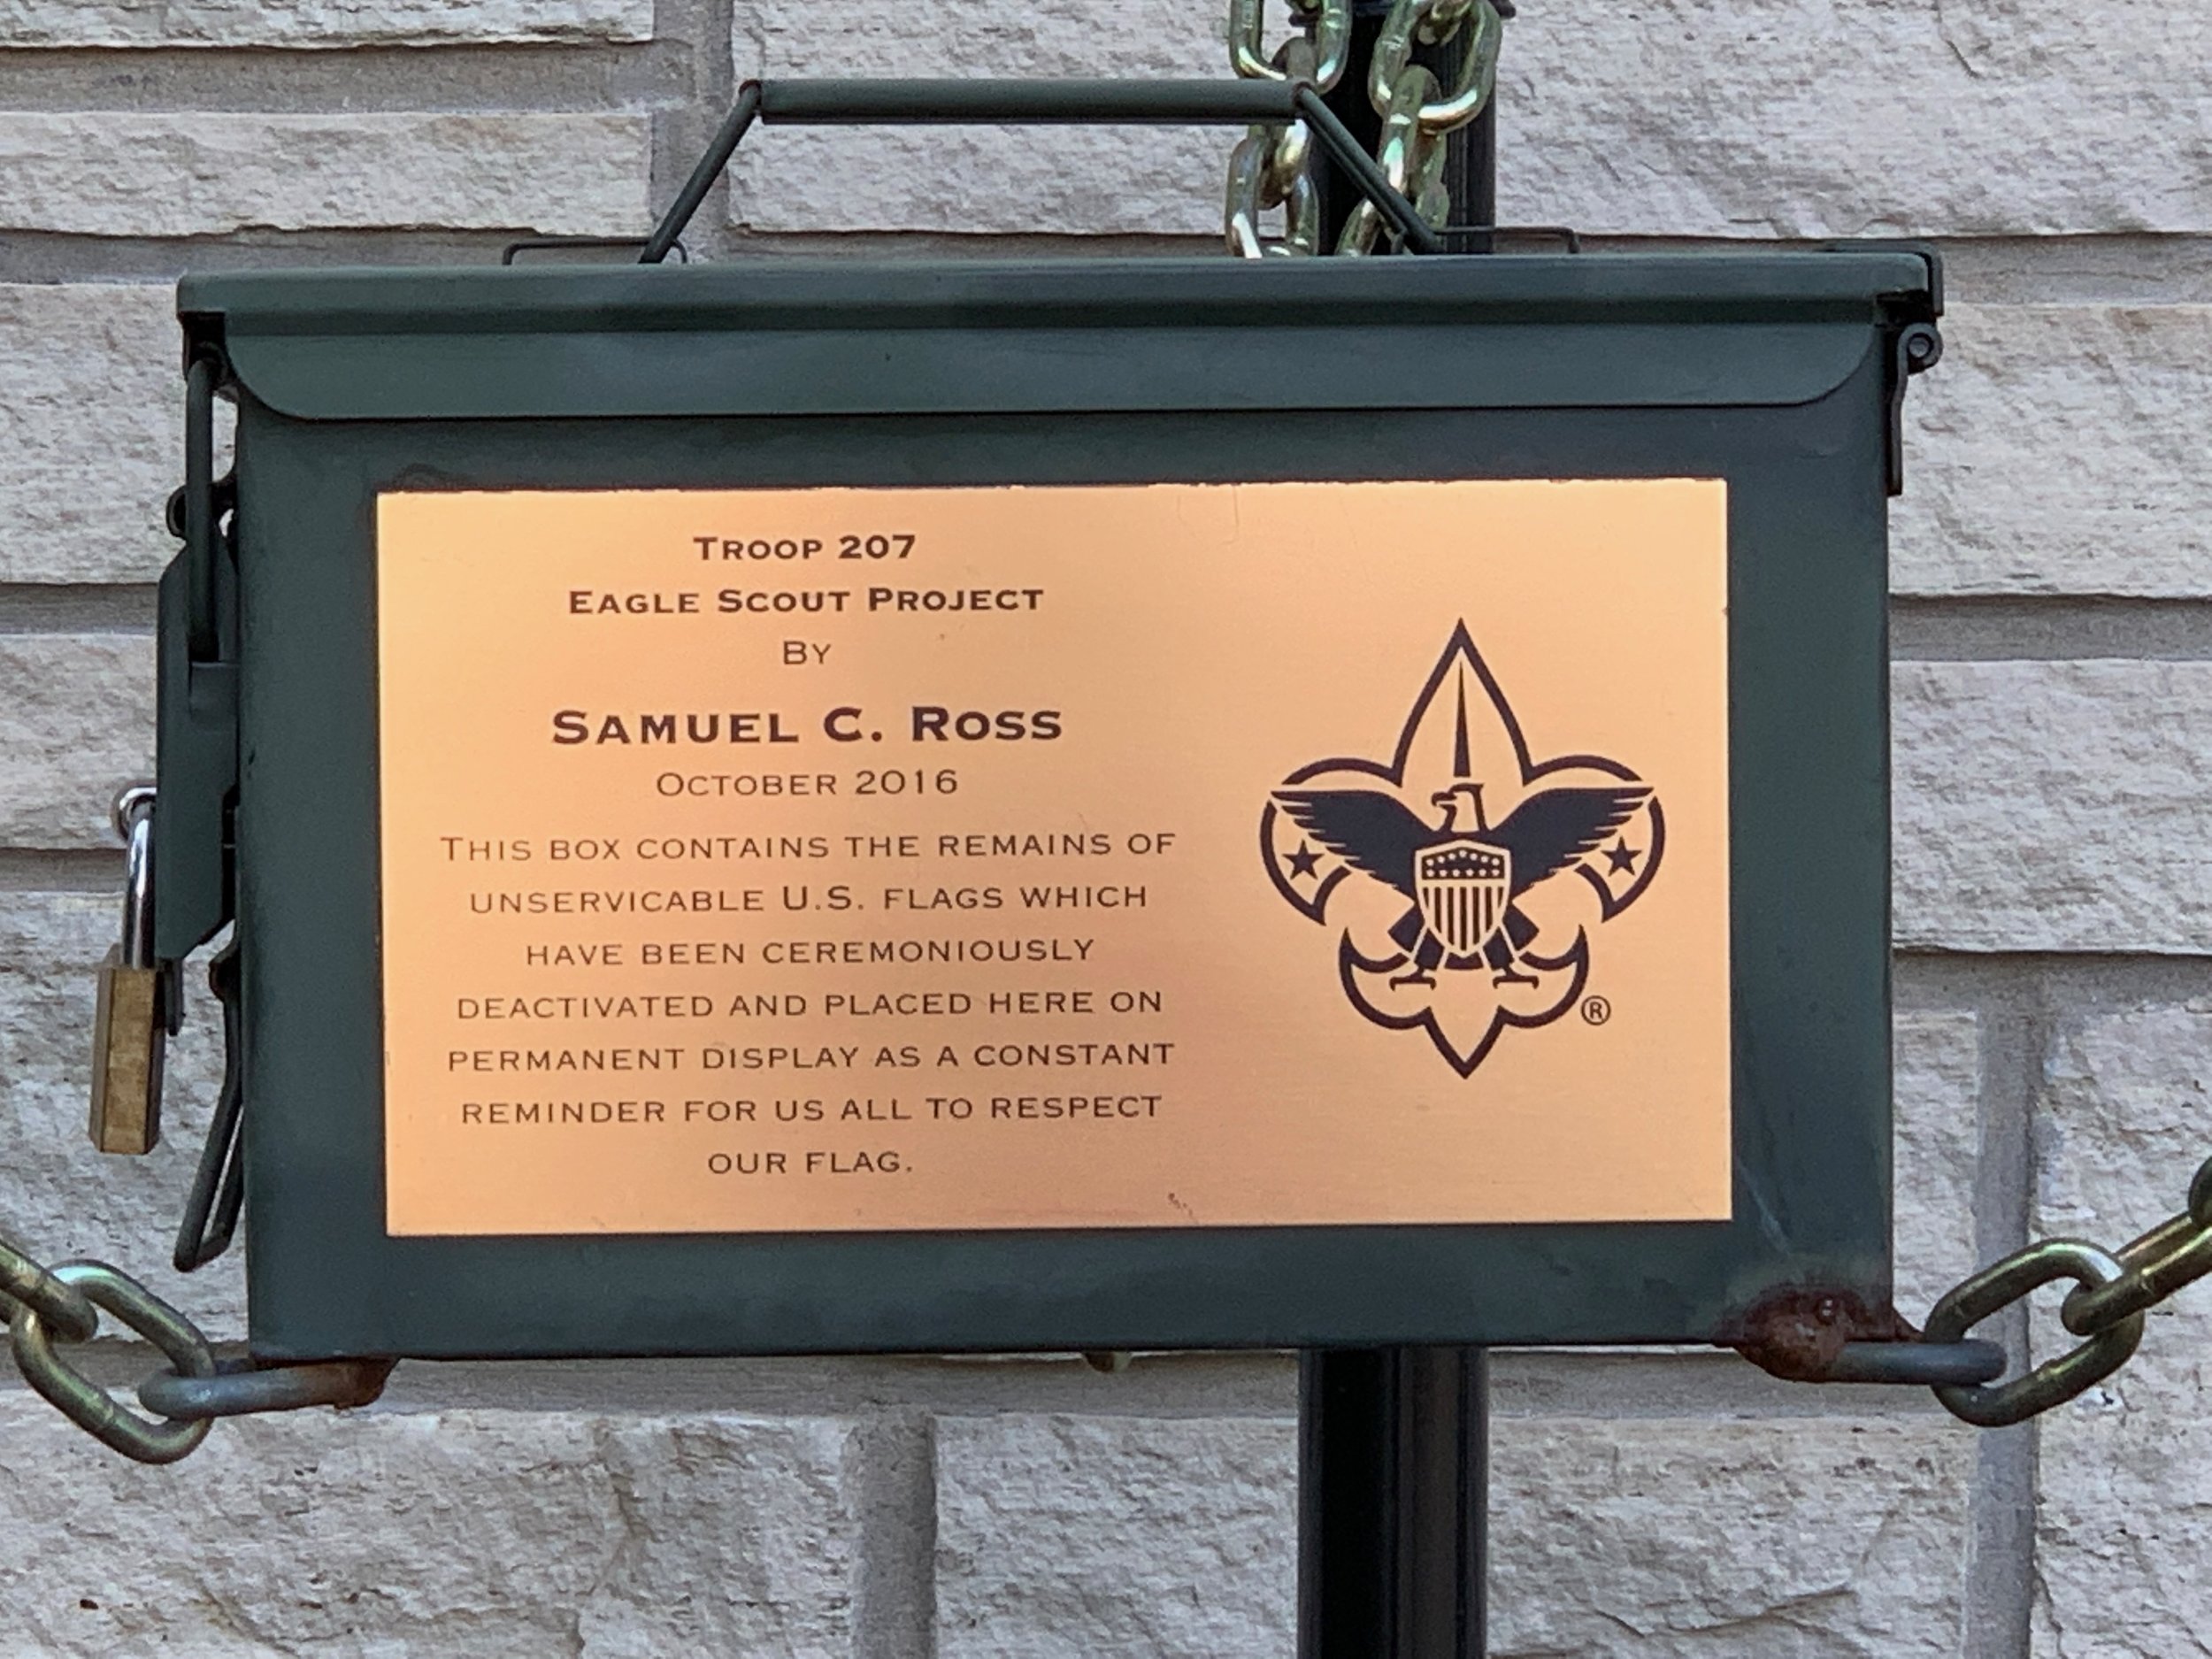 TROOP 207
EAGLE SCOUT PROJECT
BY
SAMUEL C. ROSS
OCTOBER 2016
THIS BOX CONTAINS THE REMAINS OF
UNSERVICABLE U.S. FLAGS WHICH
HAVE BEEN CEREMONIOUSLY
DEACTIVATED AND PLACED HERE ON
PERMANENT DISPLAY AS A CONSTANT
REMINDER FOR US ALL TO RESPECT
OUR FLAG.
®